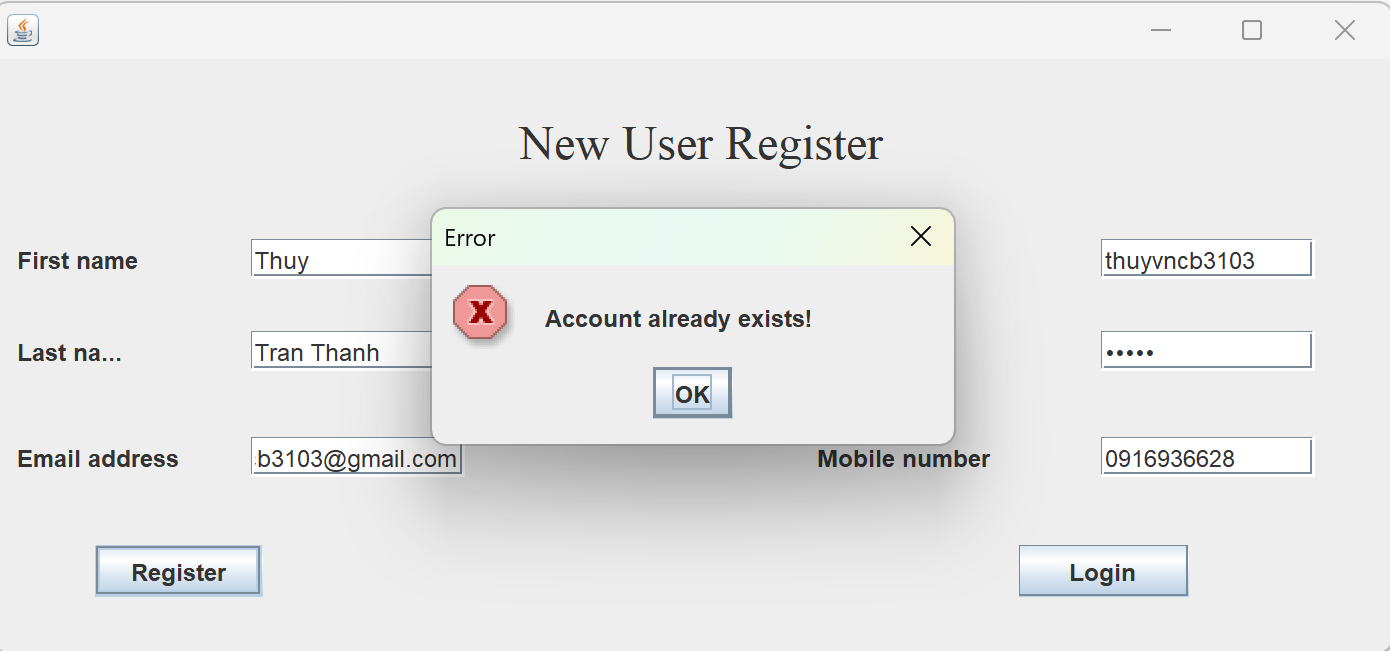 New User Register
Error
Account already exists!
OK
First name
Thuy
thuyvncb3103
Last na...
Tran Thanh
•••••
Email address
b3103@gmail.com
Mobile number
0916936628
Register
Login